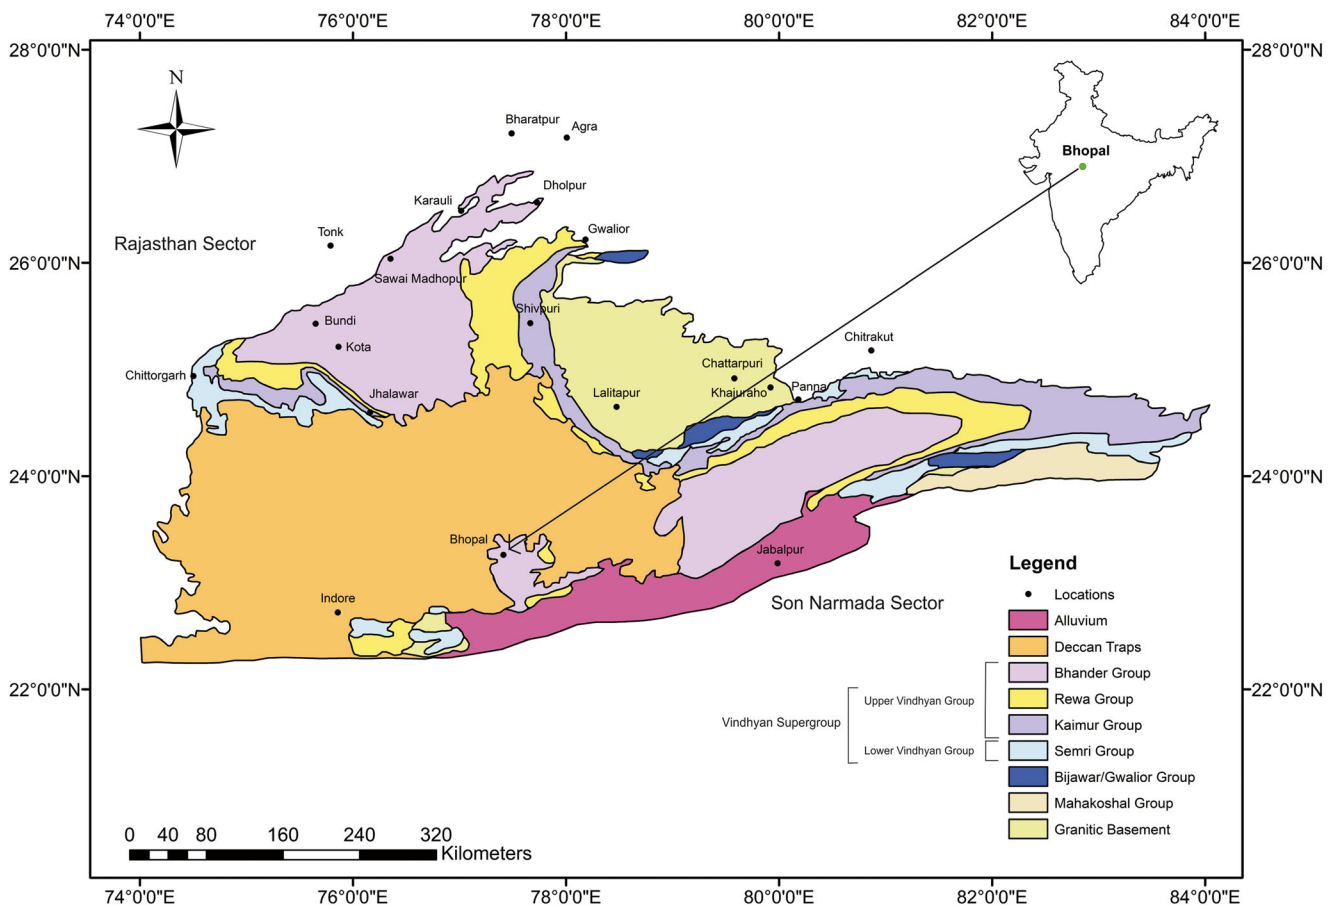 74°0'0"E 76°0'0"E 78°0'0"E 80°0'0"E 82°0'0"E 84°0'0"E
28°0'0"N 28°0'0"N
N
Bharatpur
Agra
Bhopal
Dholpur
Karauli
Tonk
Gwalior
Rajasthan Sector
26°0'0"N 26°0'0"N
Sawai Madhopur
Shivpuri
Bundi
Chitrakut
Kota
Chattarpuri
Chittorgarh
Panna
Jhalawar
Lalitapur
Khajuraho
24°0'0"N 24°0'0"N
Bhopal
Jabalpur
Indore
Son Narmada Sector
22°0'0"N 22°0'0"N
Legend
Locations
Alluvium
Deccan Traps
Bhander Group
Rewa Group
Kaimur Group
Semri Group
Bijawar/Gwalior Group
Mahakoshal Group
Granitic Basement
Upper Vindhyan Group
Vindhyan Supergroup
Lower Vindhyan Group
0 40 80 160 240 320
Kilometers
74°0'0"E 76°0'0"E 78°0'0"E 80°0'0"E 82°0'0"E 84°0'0"E